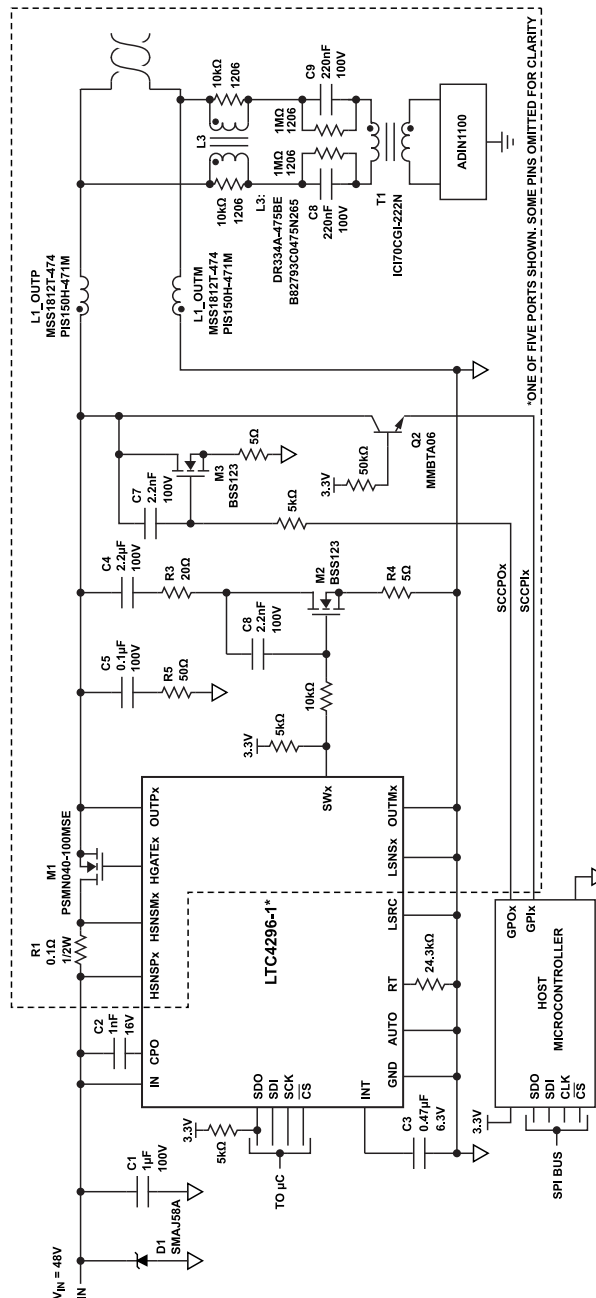 VIN = 48V
IN
D1
SMAJ58A
C1
1µF
100V
IN
CPO
C2
1nF
16V
HSNSPx
HSNSMx
HGATEx
OUTPx
R1
0.1Ω
1/2W
M1
PSMN040-100MSE
LTC4296-1*
SDO
SDI
SCK
CS
3.3V
5kΩ
TO µC
INT
GND
AUTO
RT
LSRC
LSNSx
OUTMx
SWx
C3
0.47µF
6.3V
24.3kΩ
3.3V
5kΩ
10kΩ
C5
0.1µF
100V
R5
50Ω
C4
2.2µF
100V
R3
20Ω
C8
2.2nF
100V
M2
BSS123
R4
5Ω
C7
2.2nF
100V
M3
BSS123
5Ω
5kΩ
3.3V
50kΩ
Q2
MMBTA06
SCCPOx
SCCPIx
HOST
MICROCONTROLLER
GPOx
GPIx
3.3V
SDO
SDI
CLK
CS
SPI BUS
L1_OUTP
MSS1812T-474
PIS150H-471M
L1_OUTM
MSS1812T-474
PIS150H-471M
10kΩ
1206
L3
10kΩ
1206
L3:
DR334A-475BE
B82793C0475N265
C9
220nF
100V
1MΩ
1206
1MΩ
1206
C8
220nF
100V
T1
ICI70CGI-222N
ADIN1100
*ONE OF FIVE PORTS SHOWN. SOME PINS OMITTED FOR CLARITY